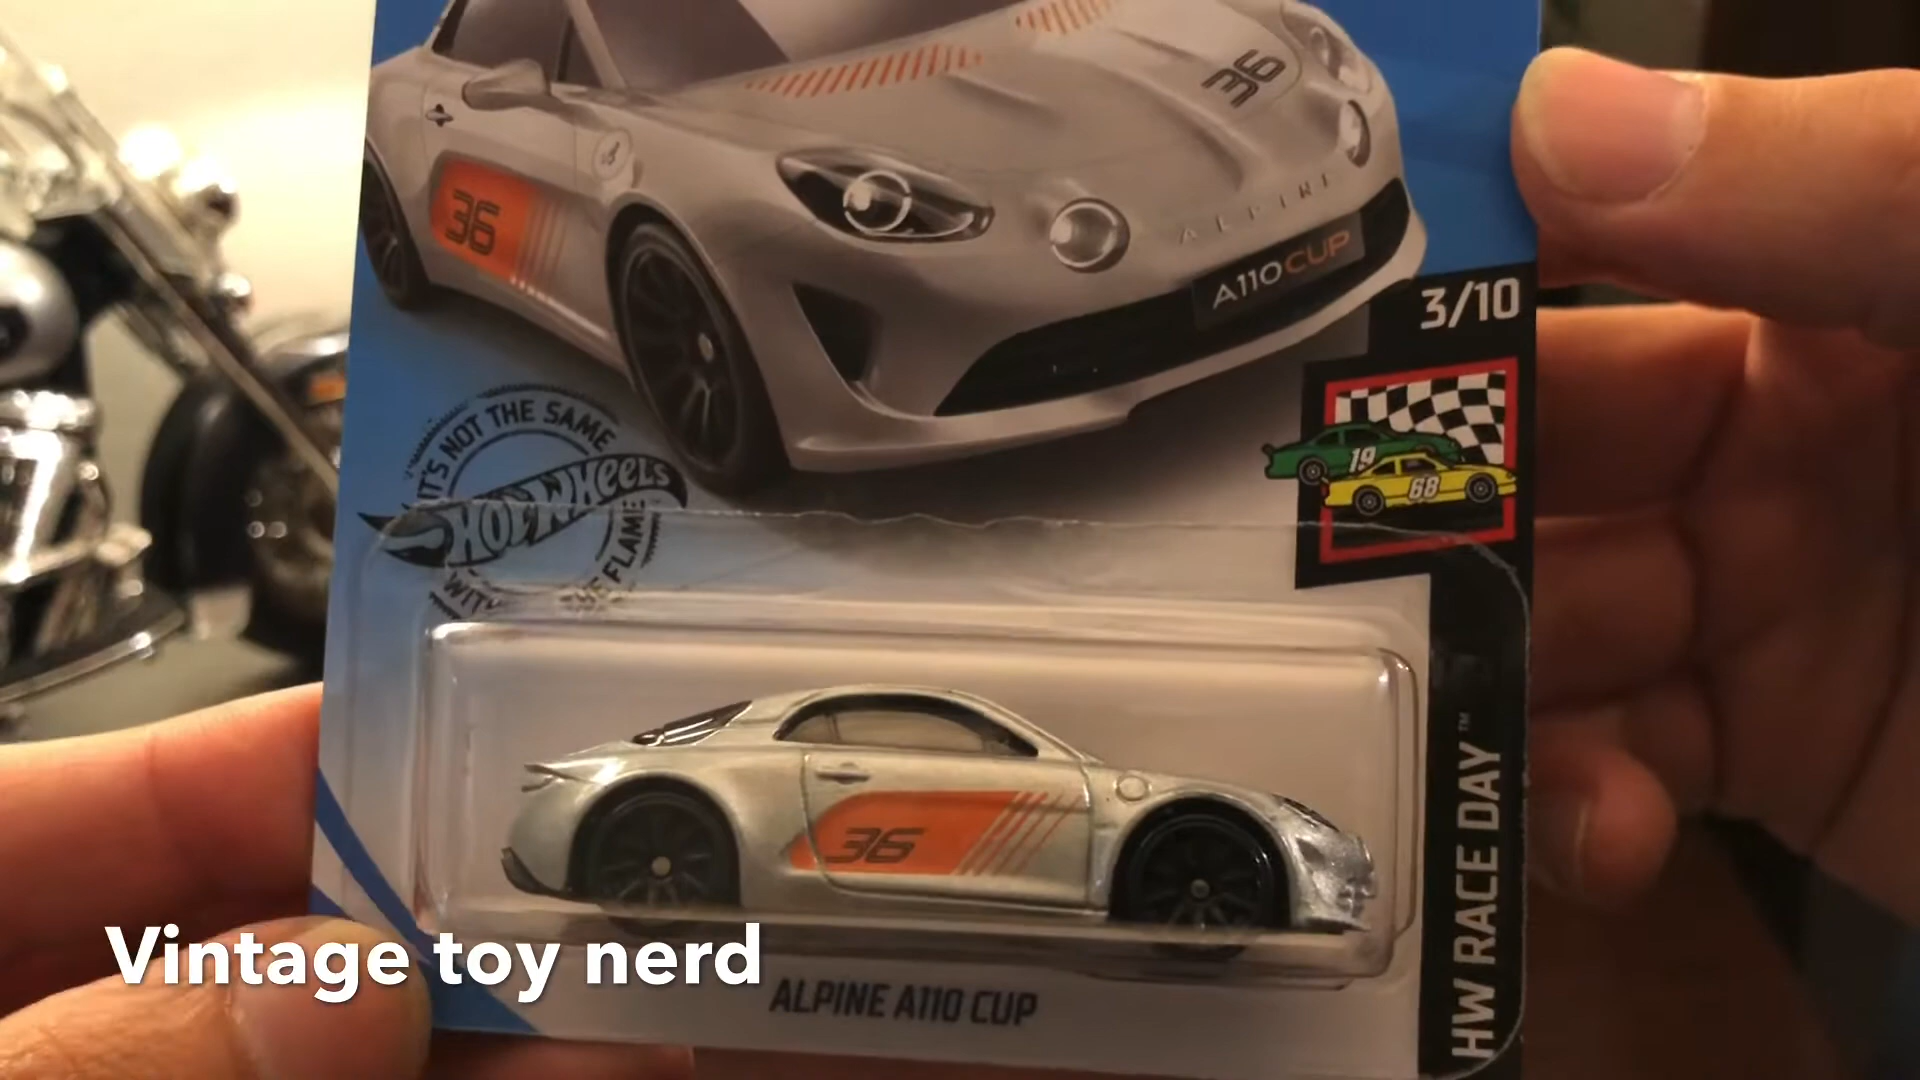 36
36
ALPINE
A110 CUP
3/10
IT'S NOT THE SAME
Hot Wheels
FLAME
19
68
36
HW RACE DAY™
Vintage toy nerd
ALPINE A110 CUP